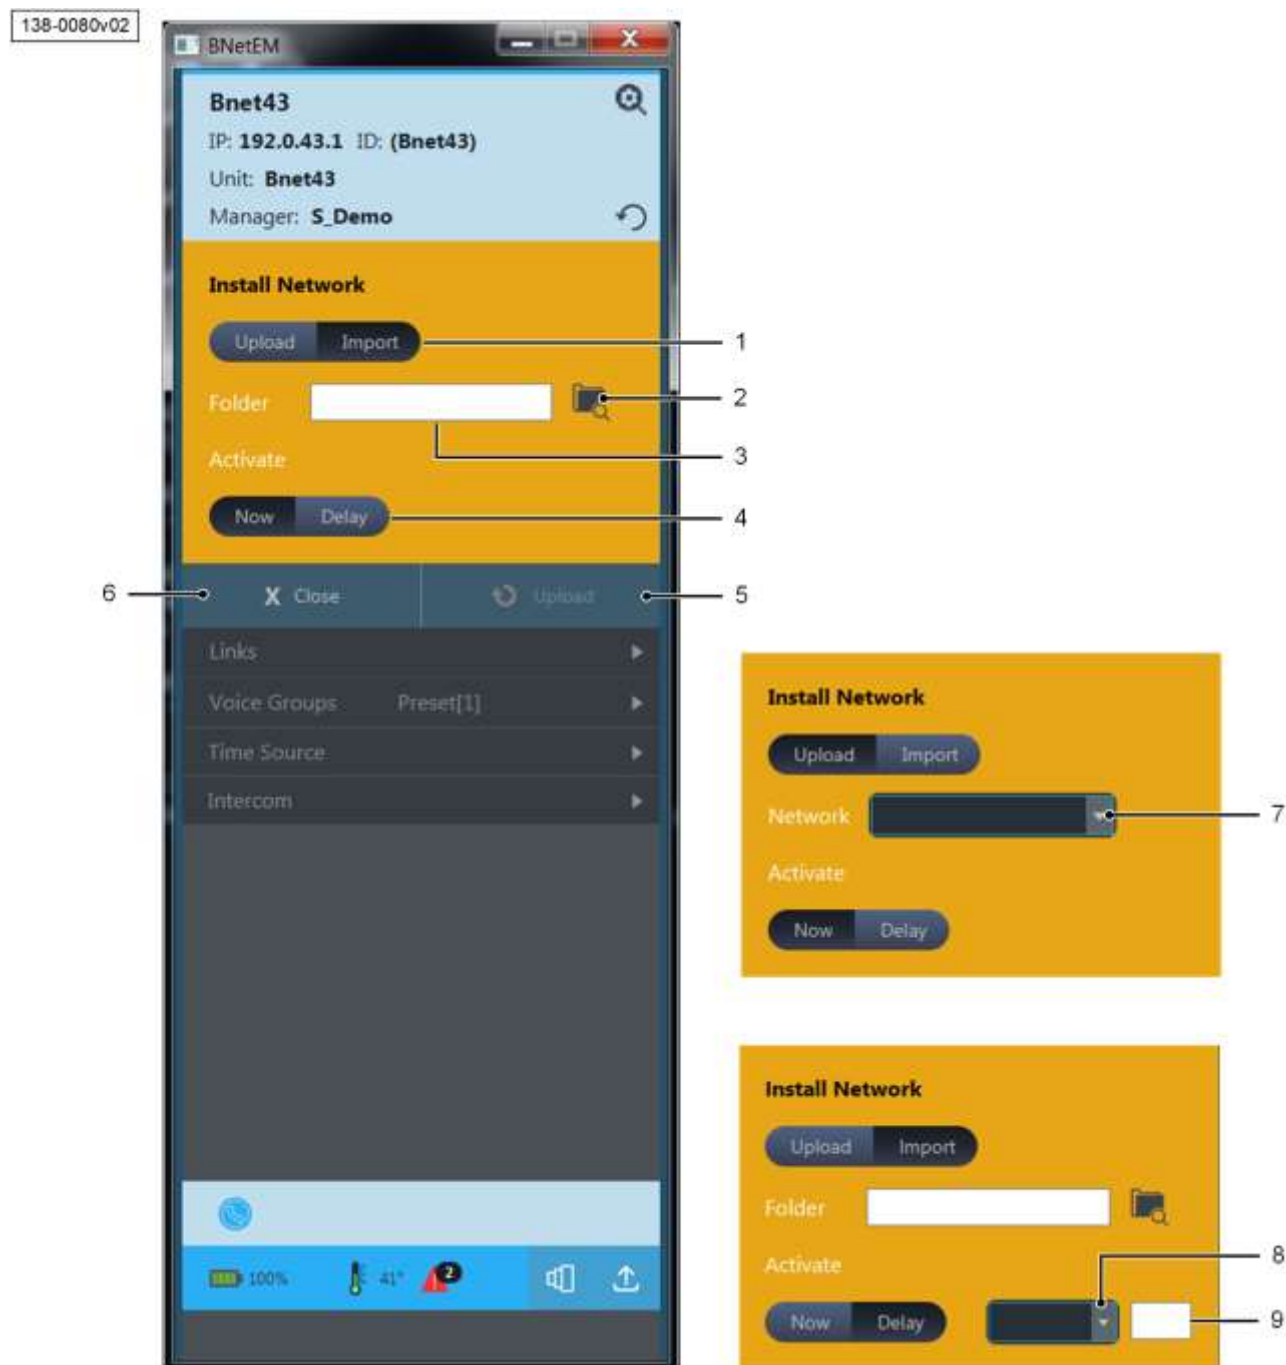 138-0080v02
BNetEM
Bnet43
IP: 192.0.43.1 ID: (Bnet43)
Unit: Bnet43
Manager: S_Demo
Install Network
Upload Import
1
Folder
2
3
Activate
Now Delay
4
6
X Close
Upload
5
Links
Voice Groups Preset[1]
Time Source
Intercom
100%
41°
2
Install Network
Upload Import
Network
7
Activate
Now Delay
Install Network
Upload Import
Folder
Activate
8
Now Delay
9